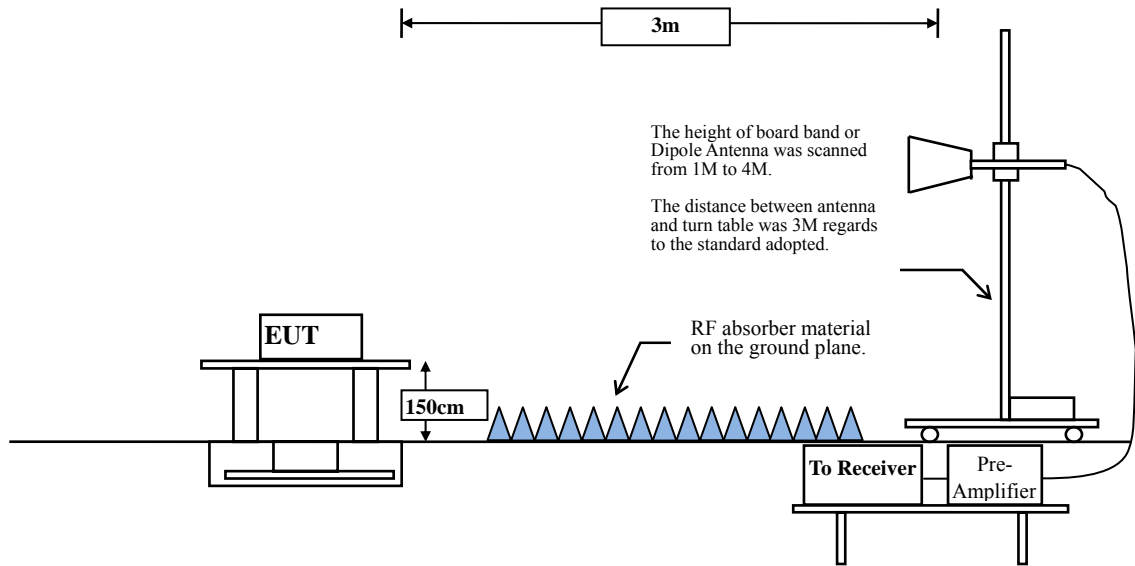 3m
The height of board band or
Dipole Antenna was scanned
from 1M to 4M.
The distance between antenna
and turn table was 3M regards
to the standard adopted.
EUT
RF absorber material
on the ground plane.
150cm
To Receiver
Pre-
Amplifier